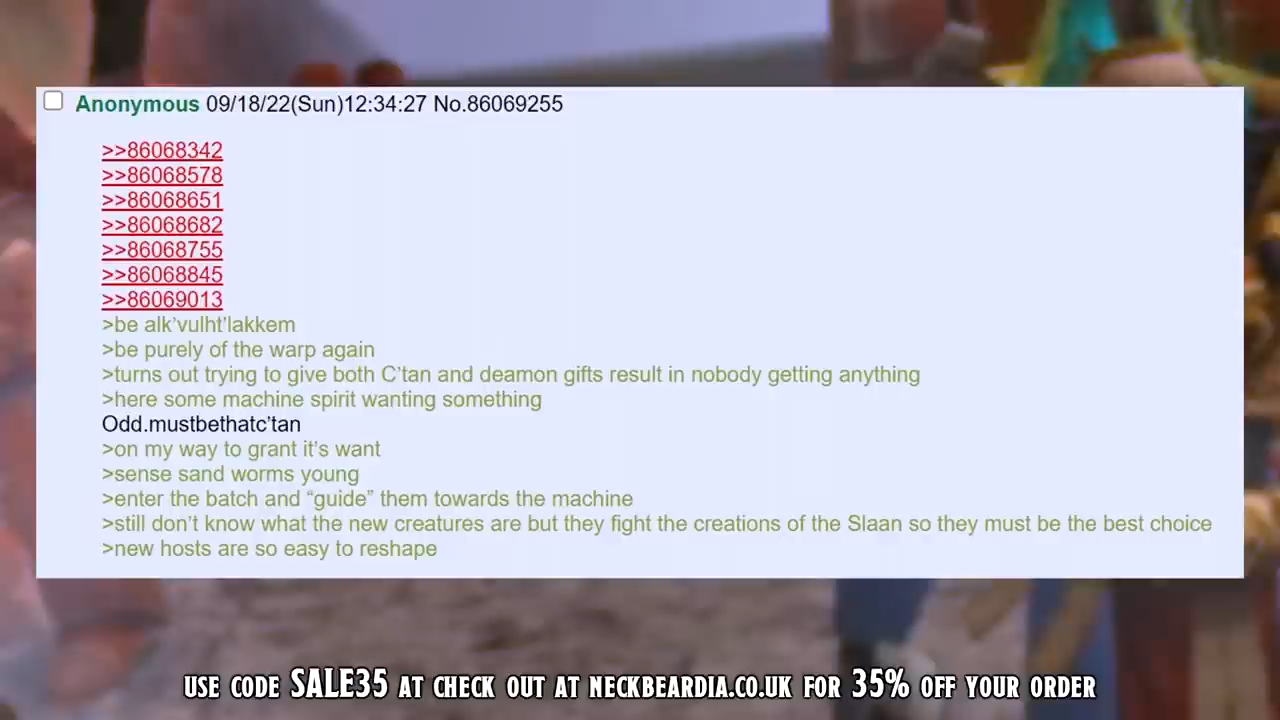 Anonymous 09/18/22(Sun)12:34:27 No.86069255
>>86068342
>>86068578
>>86068651
>>86068682
>>86068755
>>86068845
>>86069013
>be alk’vulht’lakkem
>be purely of the warp again
>turns out trying to give both C’tan and deamon gifts result in nobody getting anything
>here some machine spirit wanting something
Odd.mustbethatc’tan
>on my way to grant it’s want
>sense sand worms young
>enter the batch and “guide” them towards the machine
>still don’t know what the new creatures are but they fight the creations of the Slaan so they must be the best choice
>new hosts are so easy to reshape
USE CODE SALE35 AT CHECK OUT AT NECKBEARDIA.CO.UK FOR 35% OFF YOUR ORDER